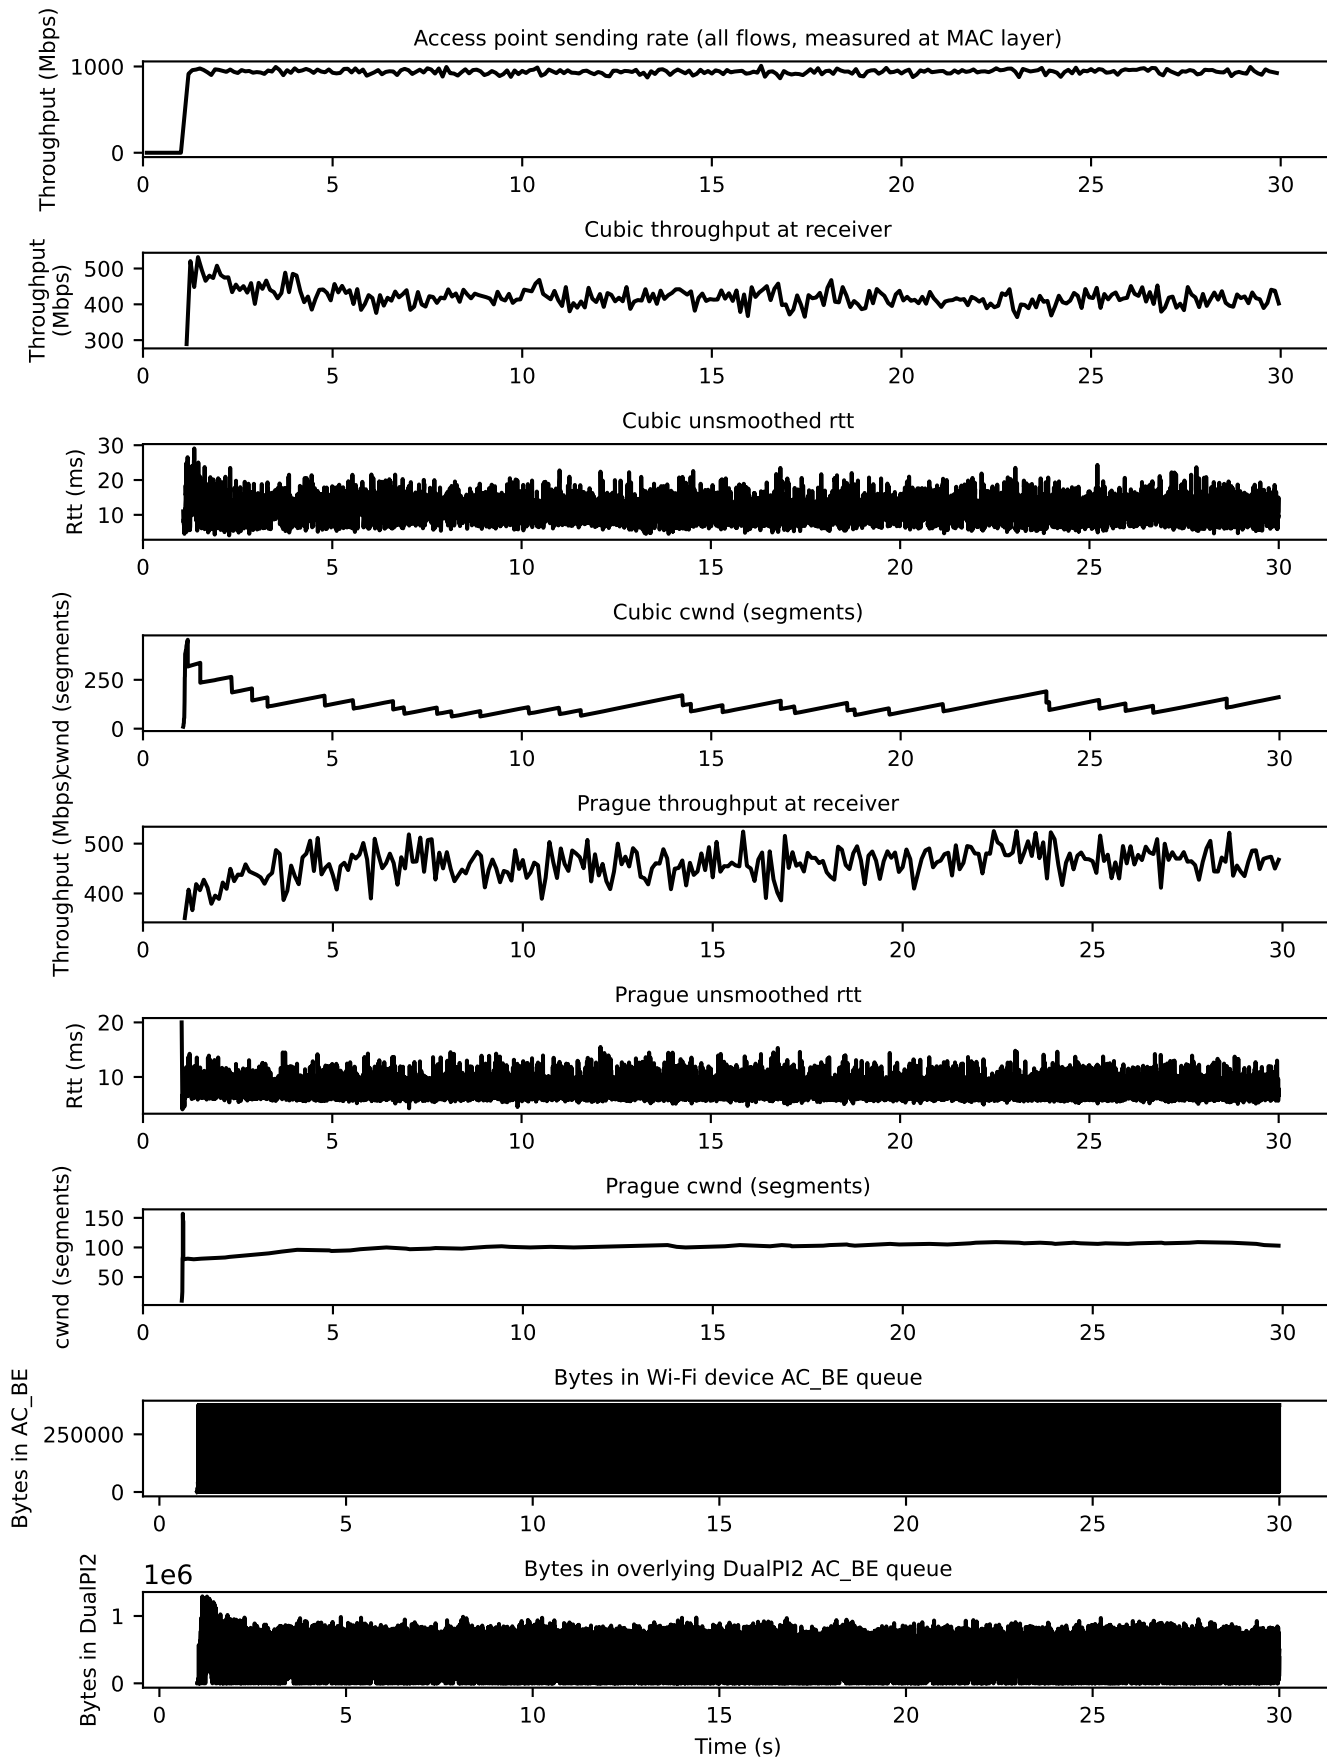 Access point sending rate (all flows, measured at MAC layer)
Throughput (Mbps)
1000
0
0 5 10 15 20 25 30
Cubic throughput at receiver
Throughput
(Mbps)
500
400
300
0 5 10 15 20 25 30
Cubic unsmoothed rtt
Rtt (ms)
30
20
10
0 5 10 15 20 25 30
Cubic cwnd (segments)
cwnd (segments)
250
0
0 5 10 15 20 25 30
Prague throughput at receiver
Throughput (Mbps)
500
400
0 5 10 15 20 25 30
Prague unsmoothed rtt
Rtt (ms)
20
10
0 5 10 15 20 25 30
Prague cwnd (segments)
cwnd (segments)
150
100
50
0 5 10 15 20 25 30
Bytes in Wi-Fi device AC_BE queue
Bytes in AC_BE
250000
0
0 5 10 15 20 25 30
Bytes in overlying DualPI2 AC_BE queue
Bytes in DualPI2
1e6
1
0
0 5 10 15 20 25 30
Time (s)